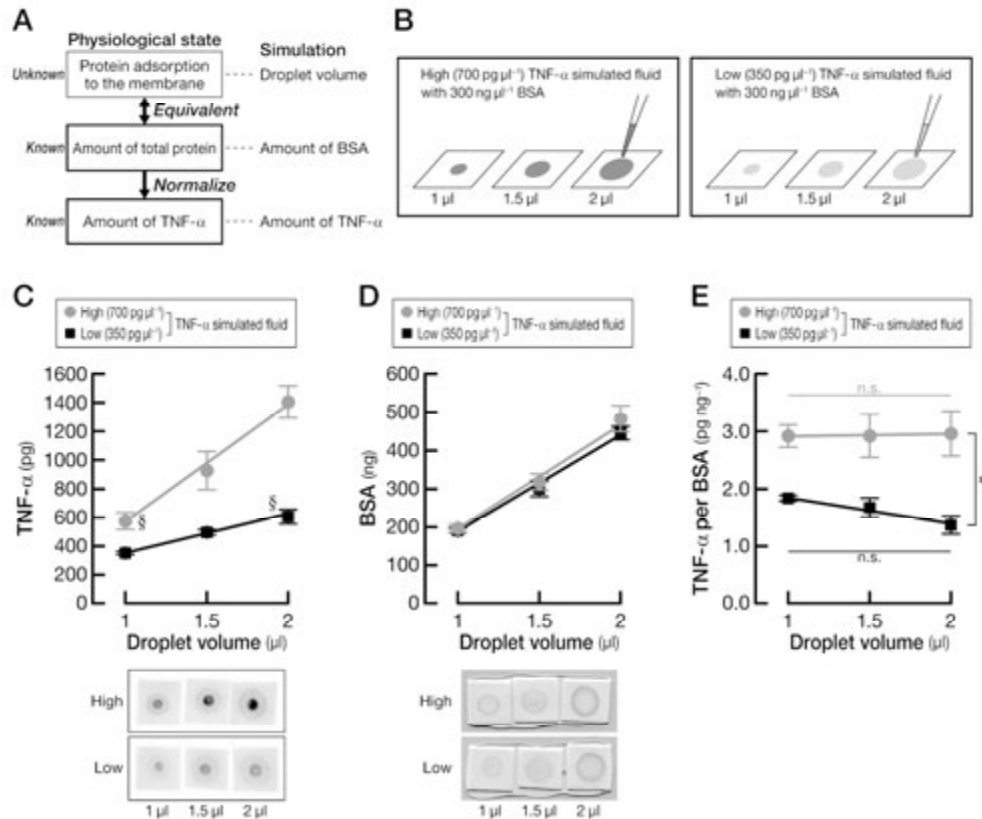 A
Physiological state
Simulation
Unknown
Protein adsorption
to the membrane
Droplet volume
Equivalent
Known
Amount of total protein
Amount of BSA
Normalize
Known
Amount of TNF-α
Amount of TNF-α
B
High (700 pg µl⁻¹) TNF-α simulated fluid
with 300 ng µl⁻¹ BSA
1 µl
1.5 µl
2 µl
Low (350 pg µl⁻¹) TNF-α simulated fluid
with 300 ng µl⁻¹ BSA
1 µl
1.5 µl
2 µl
C
High (700 pg µl⁻¹)
Low (350 pg µl⁻¹)
TNF-α simulated fluid
TNF-α (pg)
1600
1400
1200
1000
800
600
400
200
0
§
§
1
1.5
2
Droplet volume (µl)
High
Low
1 µl
1.5 µl
2 µl
D
High (700 pg µl⁻¹)
Low (350 pg µl⁻¹)
TNF-α simulated fluid
BSA (ng)
600
500
400
300
200
100
0
1
1.5
2
Droplet volume (µl)
High
Low
1 µl
1.5 µl
2 µl
E
High (700 pg µl⁻¹)
Low (350 pg µl⁻¹)
TNF-α simulated fluid
TNF-α per BSA (pg ng⁻¹)
4.0
3.0
2.0
1.0
0.0
n.s.
n.s.
1
1.5
2
Droplet volume (µl)